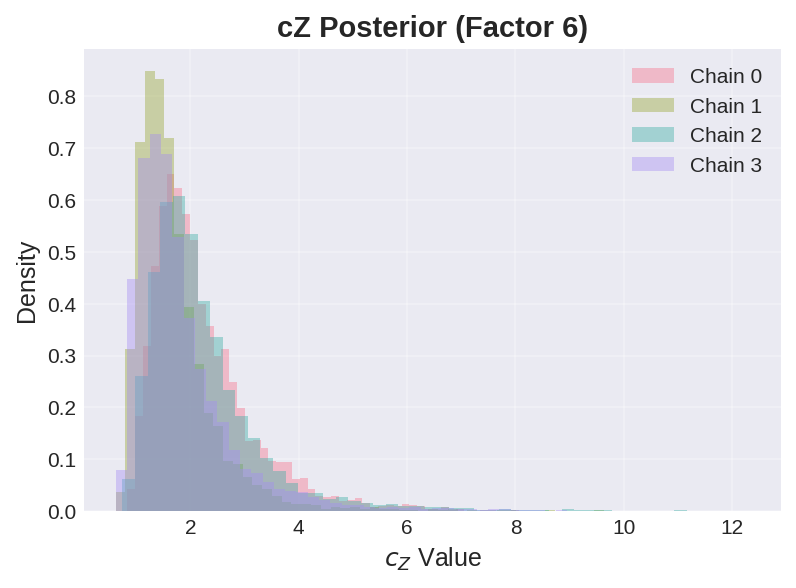 cZ Posterior (Factor 6)
Chain 0
Chain 1
Chain 2
Chain 3
Density
0.8
0.7
0.6
0.5
0.4
0.3
0.2
0.1
0.0
2 4 6 8 10 12
c_Z Value